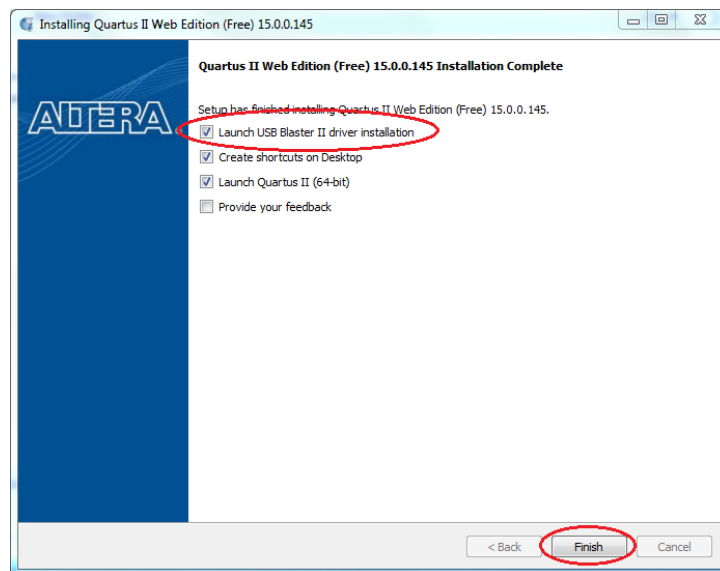 Installing Quartus II Web Edition (Free) 15.0.0.145
Quartus II Web Edition (Free) 15.0.0.145 Installation Complete
ALTERA
Setup has finished installing Quartus II Web Edition (Free) 15.0.0.145.
Launch USB Blaster II driver installation
Create shortcuts on Desktop
Launch Quartus II (64-bit)
Provide your feedback
< Back Finish Cancel